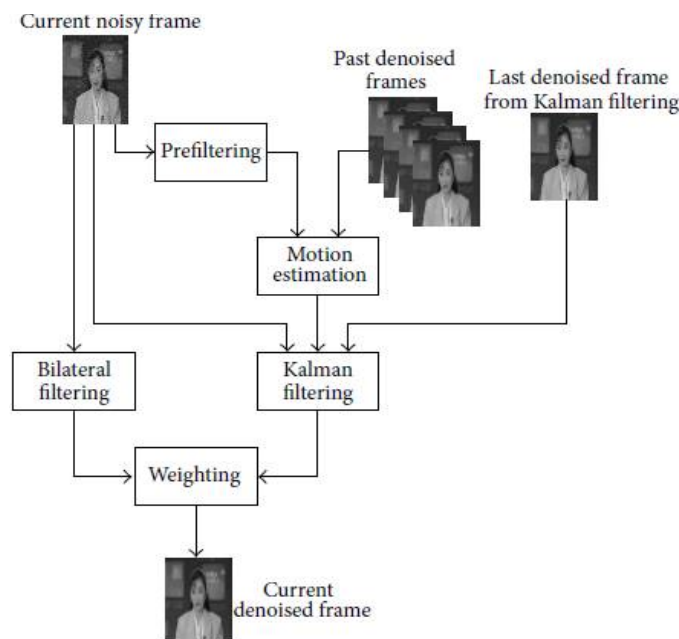 Current noisy frame
Past denoised
frames
Last denoised frame
from Kalman filtering
Prefiltering
Motion
estimation
Bilateral
filtering
Kalman
filtering
Weighting
Current
denoised frame